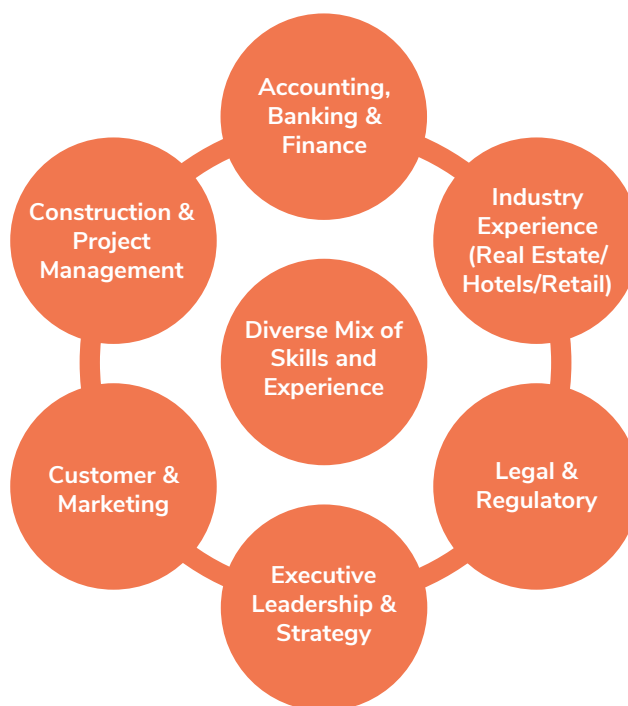 Accounting,
Banking &
Finance
Industry
Experience
(Real Estate/
Hotels/Retail)
Legal &
Regulatory
Executive
Leadership &
Strategy
Customer &
Marketing
Construction &
Project
Management
Diverse Mix of
Skills and
Experience